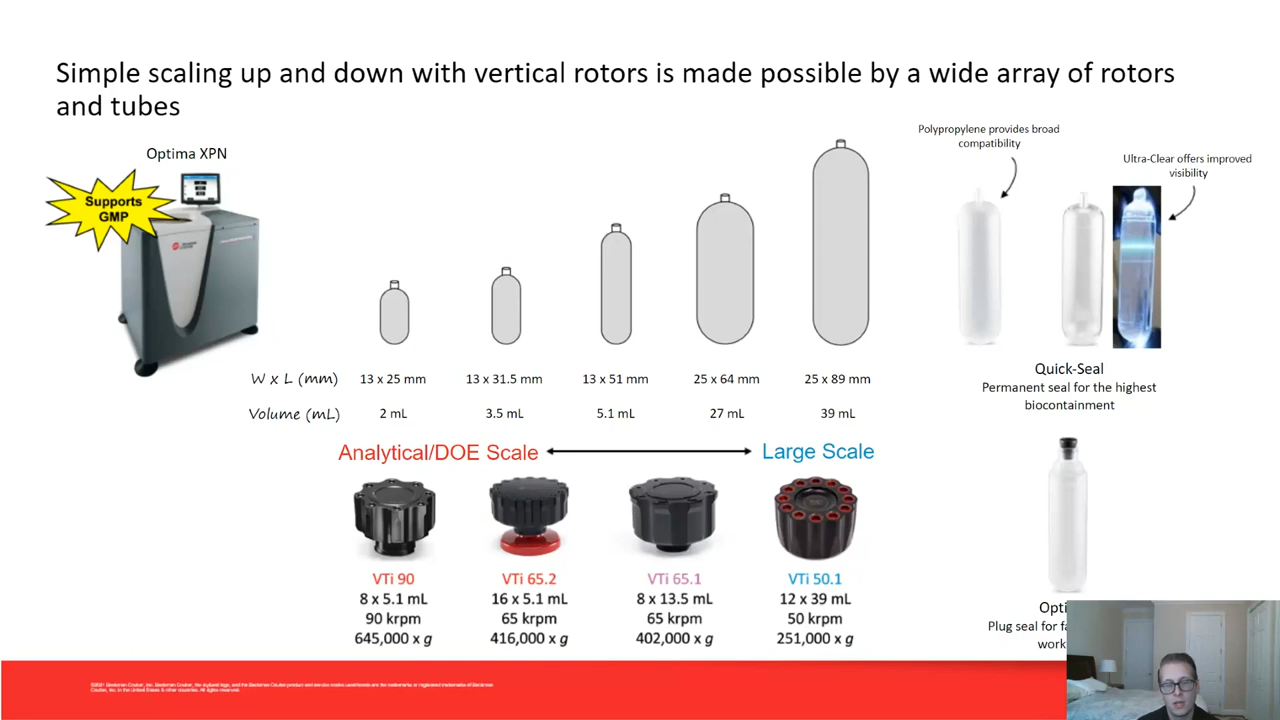 Simple scaling up and down with vertical rotors is made possible by a wide array of rotors
and tubes
Optima XPN
Supports
GMP
Polypropylene provides broad
compatibility
Ultra-Clear offers improved
visibility
W x L (mm) 13 x 25 mm 13 x 31.5 mm 13 x 51 mm 25 x 64 mm 25 x 89 mm
Volume (mL) 2 mL 3.5 mL 5.1 mL 27 mL 39 mL
Quick-Seal
Permanent seal for the highest
biocontainment
Analytical/DOE Scale Large Scale
VTi 90 VTi 65.2 VTi 65.1 VTi 50.1
8 x 5.1 mL 16 x 5.1 mL 8 x 13.5 mL 12 x 39 mL
90 krpm 65 krpm 65 krpm 50 krpm
645,000 x g 416,000 x g 402,000 x g 251,000 x g
Plug seal for